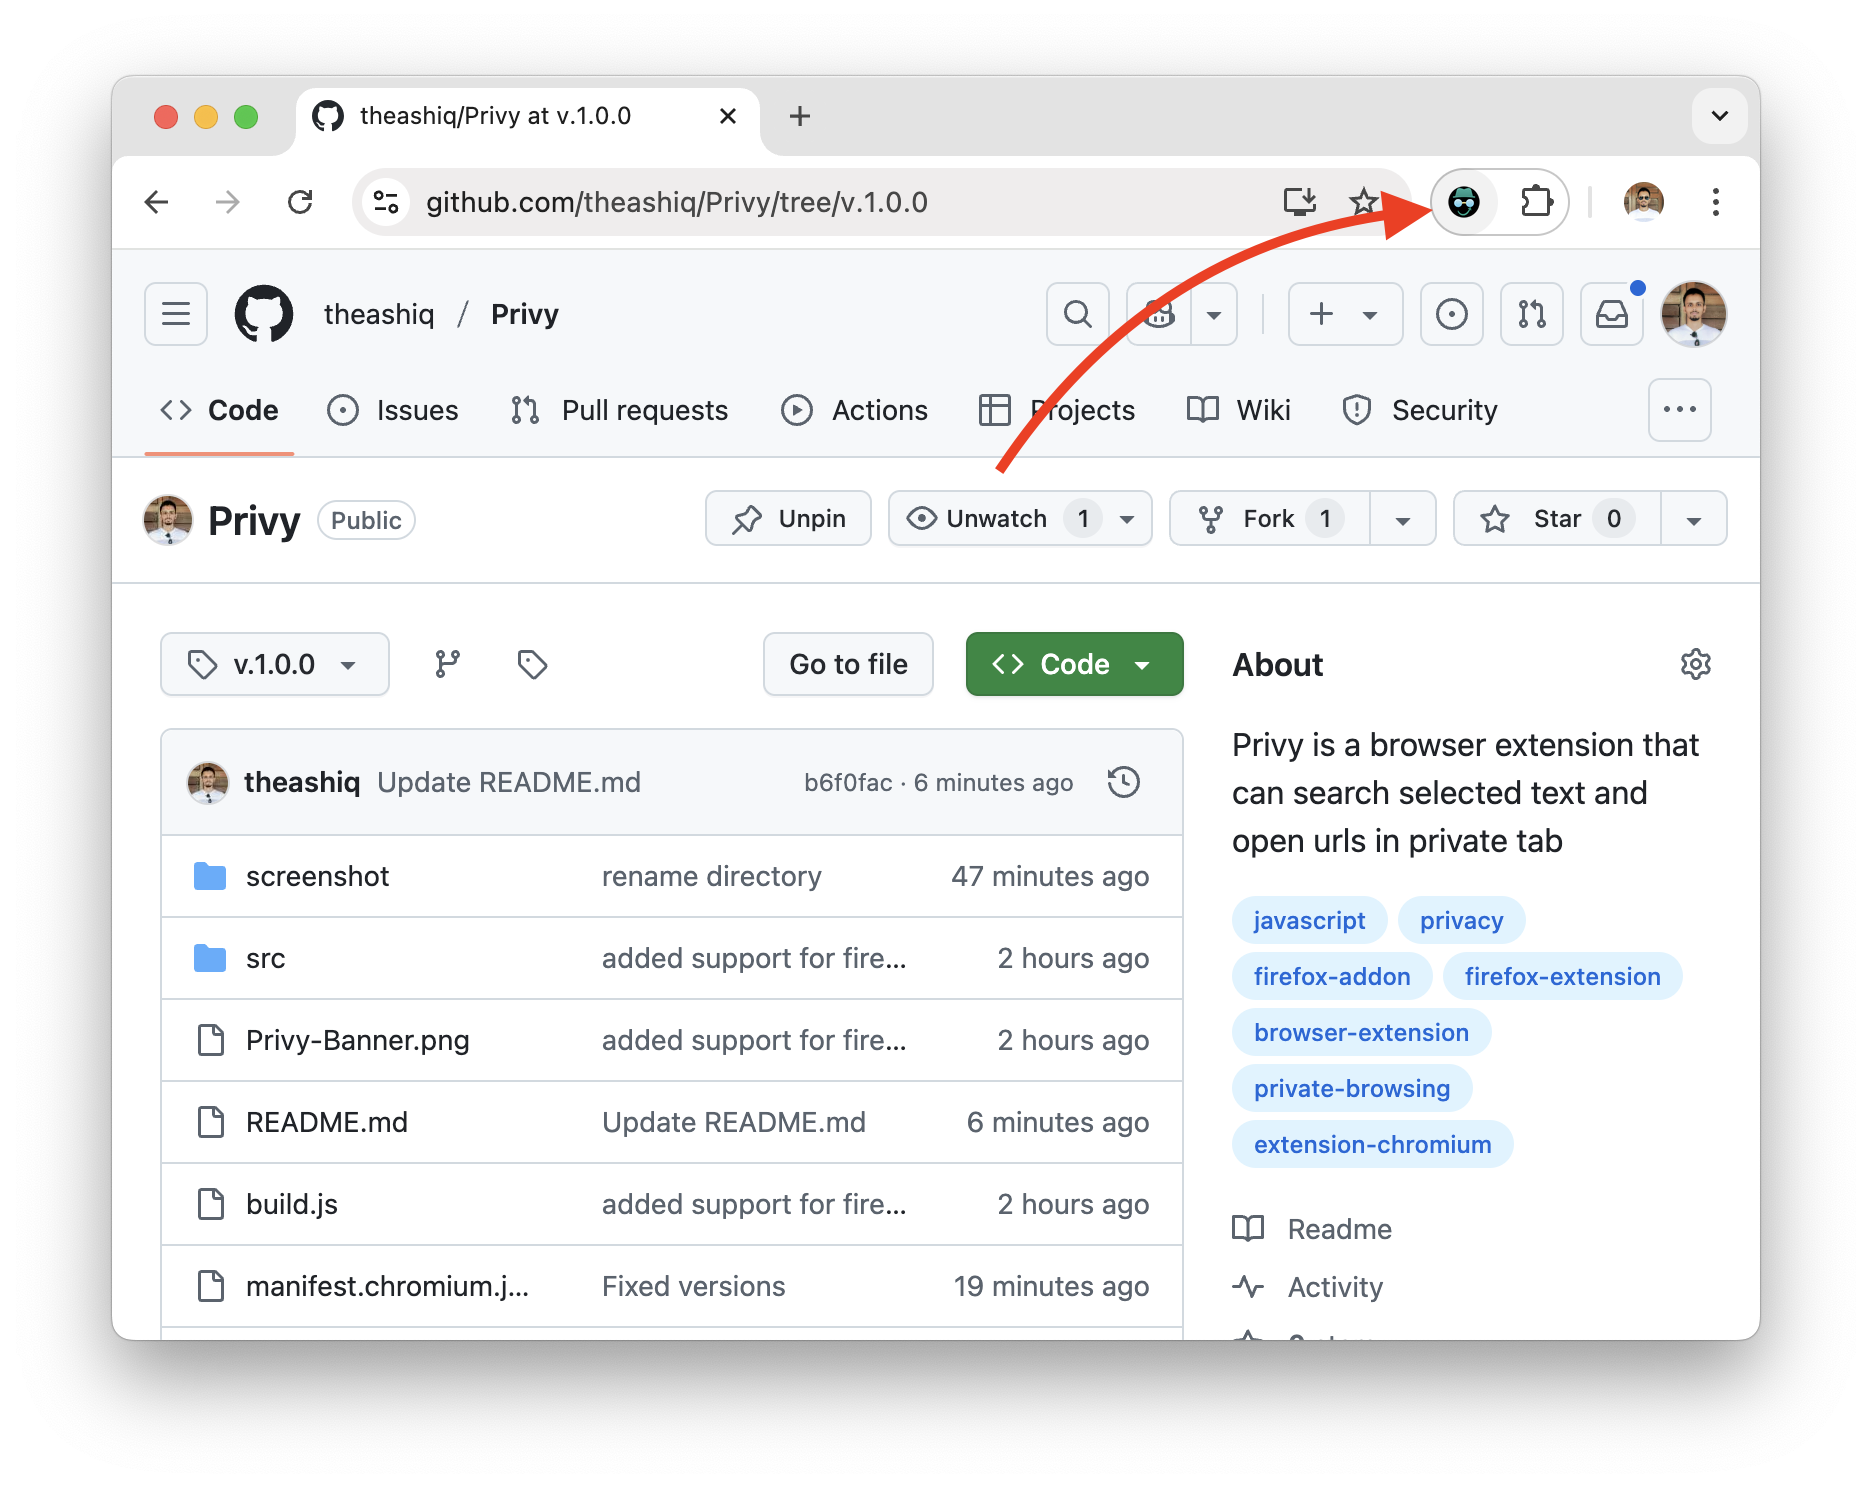 theashiq/Privy at v.1.0.0
github.com/theashiq/Privy/tree/v.1.0.0
theashiq / Privy
Code Issues Pull requests Actions Projects Wiki Security
Privy Public Unpin Unwatch 1 Fork 1 Star 0
v.1.0.0 Go to file Code
theashiq Update README.md b6f0fac · 6 minutes ago
screenshot rename directory 47 minutes ago
src added support for fire... 2 hours ago
Privy-Banner.png added support for fire... 2 hours ago
README.md Update README.md 6 minutes ago
build.js added support for fire... 2 hours ago
manifest.chromium.j... Fixed versions 19 minutes ago
About
Privy is a browser extension that
can search selected text and
open urls in private tab
javascript privacy
firefox-addon firefox-extension
browser-extension
private-browsing
extension-chromium
Readme
Activity